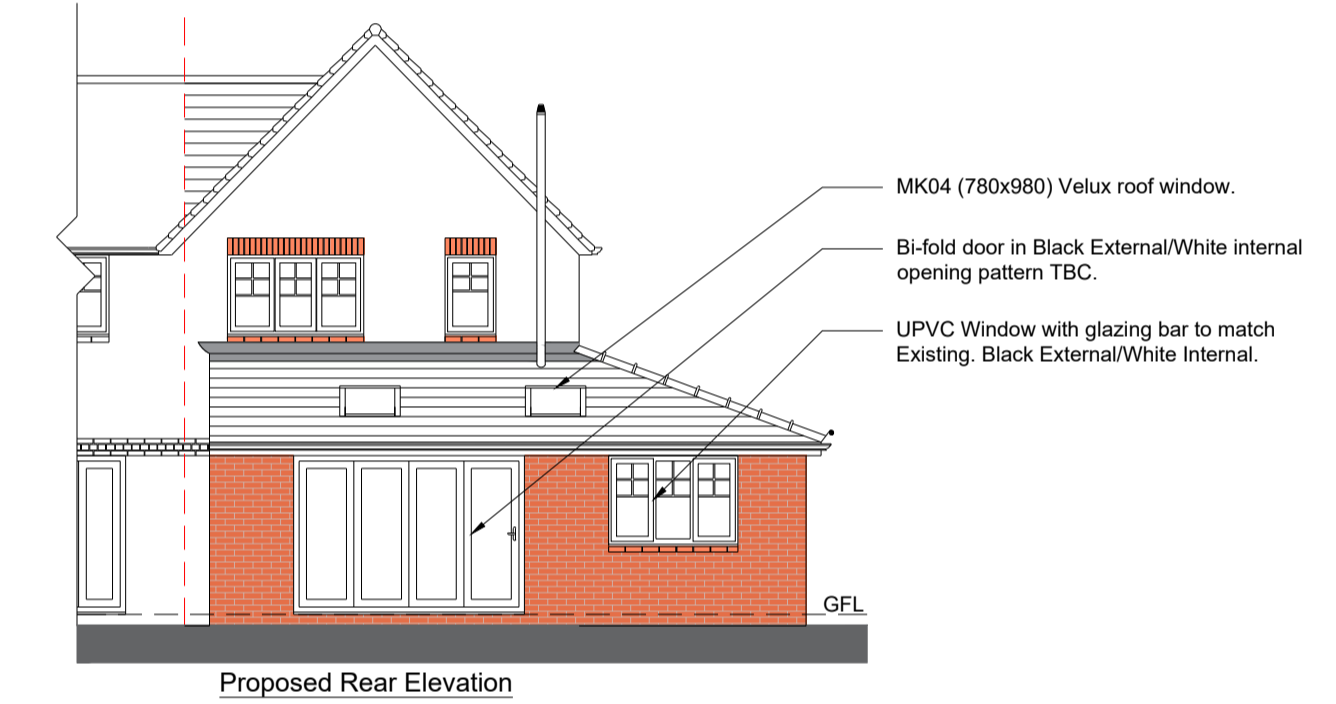 MK04 (780x980) Velux roof window.
Bi-fold door in Black External/White internal
opening pattern TBC.
UPVC Window with glazing bar to match
Existing. Black External/White Internal.
GFL
Proposed Rear Elevation